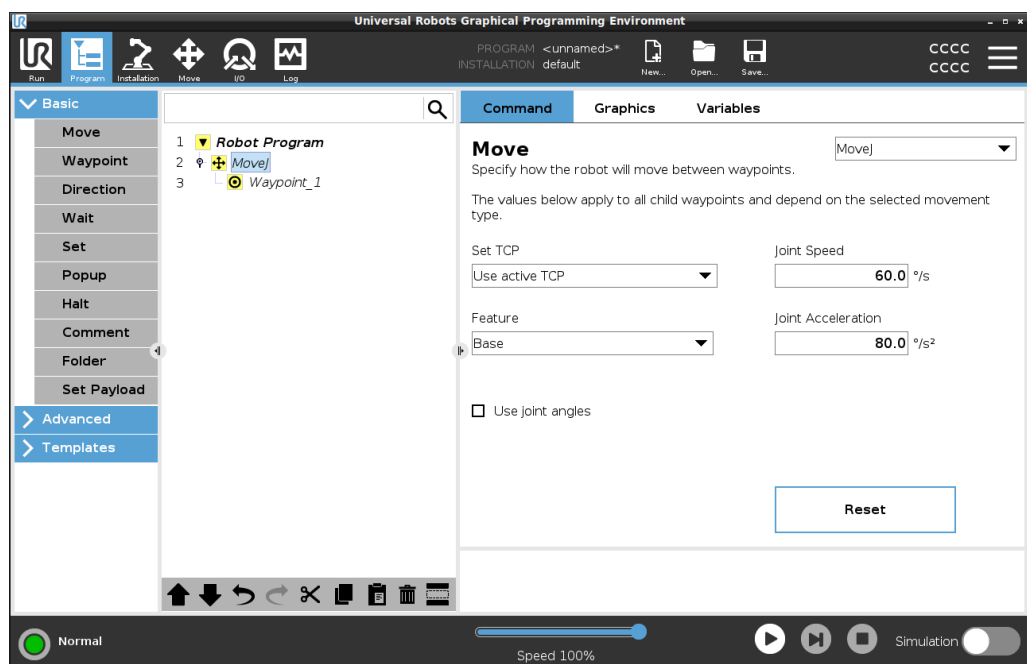 UR
Universal Robots Graphical Programming Environment
UR
Run
Program
Installation
Move
I/O
Log
PROGRAM <unnamed>*
INSTALLATION default
New...
Open...
Save...
CCCC
CCCC
Basic
Move
Waypoint
Direction
Wait
Set
Popup
Halt
Comment
Folder
Set Payload
Advanced
Templates
1 Robot Program
2 MoveJ
3 Waypoint_1
Command Graphics Variables
Move
MoveJ
Specify how the robot will move between waypoints.
The values below apply to all child waypoints and depend on the selected movement
type.
Set TCP
Joint Speed
Use active TCP
60.0 °/s
Feature
Joint Acceleration
Base
80.0 °/s²
Use joint angles
Reset
Normal
Speed 100%
Simulation